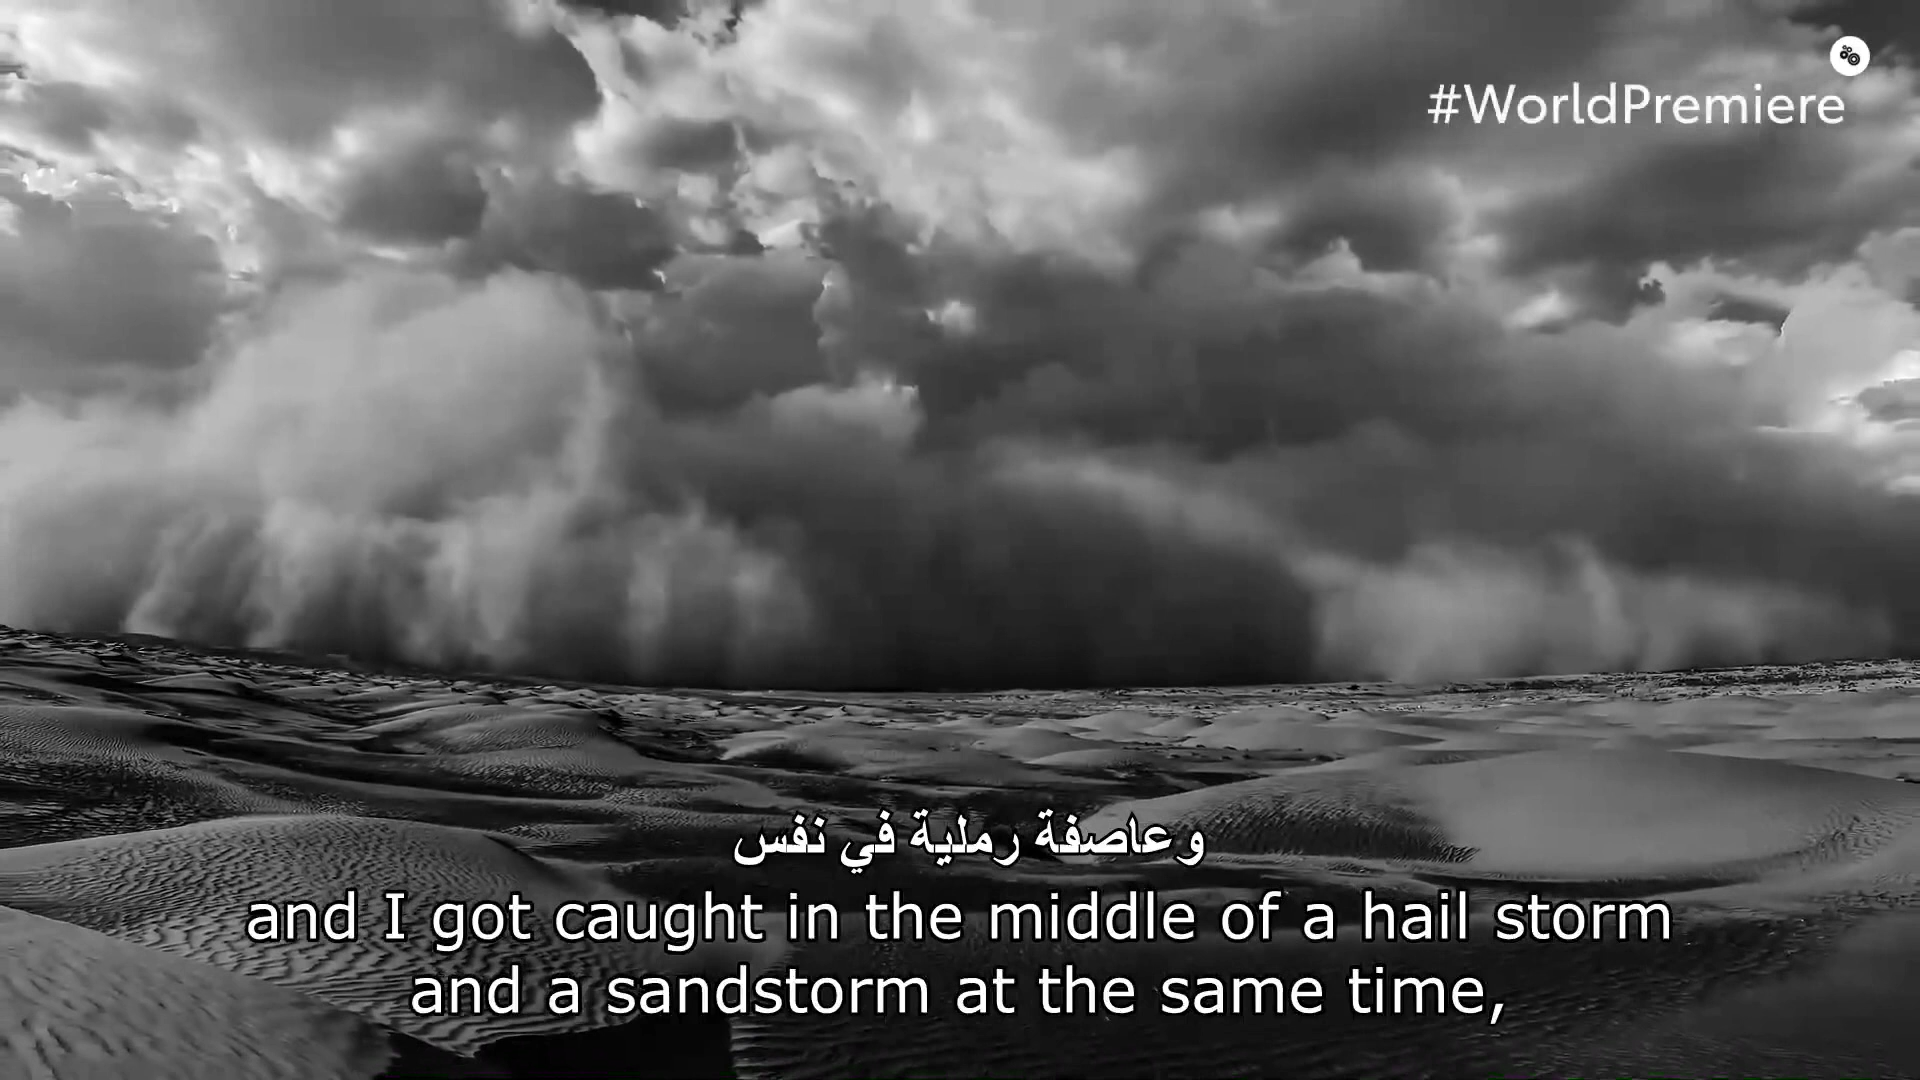 #WorldPremiere
وعاصفة رملية في نفس
and I got caught in the middle of a hail storm
and a sandstorm at the same time,